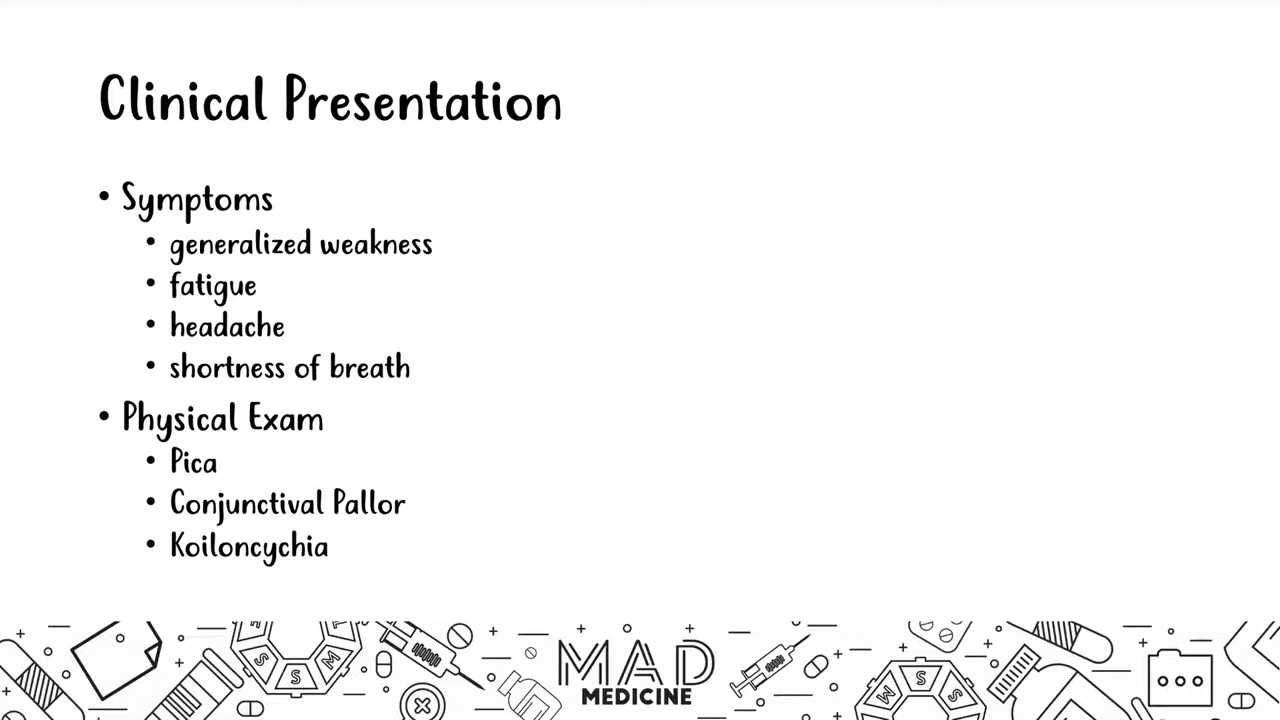 Clinical Presentation
• Symptoms
• generalized weakness
• fatigue
• headache
• shortness of breath
• Physical Exam
• Pica
• Conjunctival Pallor
• Koiloncychia
MAD
MEDICINE
S
S
M
M
S
S